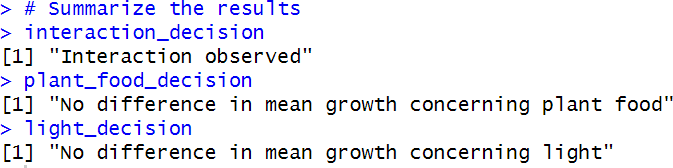 > # Summarize the results
> interaction_decision
[1] "Interaction observed"
> plant_food_decision
[1] "No difference in mean growth concerning plant food"
> light_decision
[1] "No difference in mean growth concerning light"